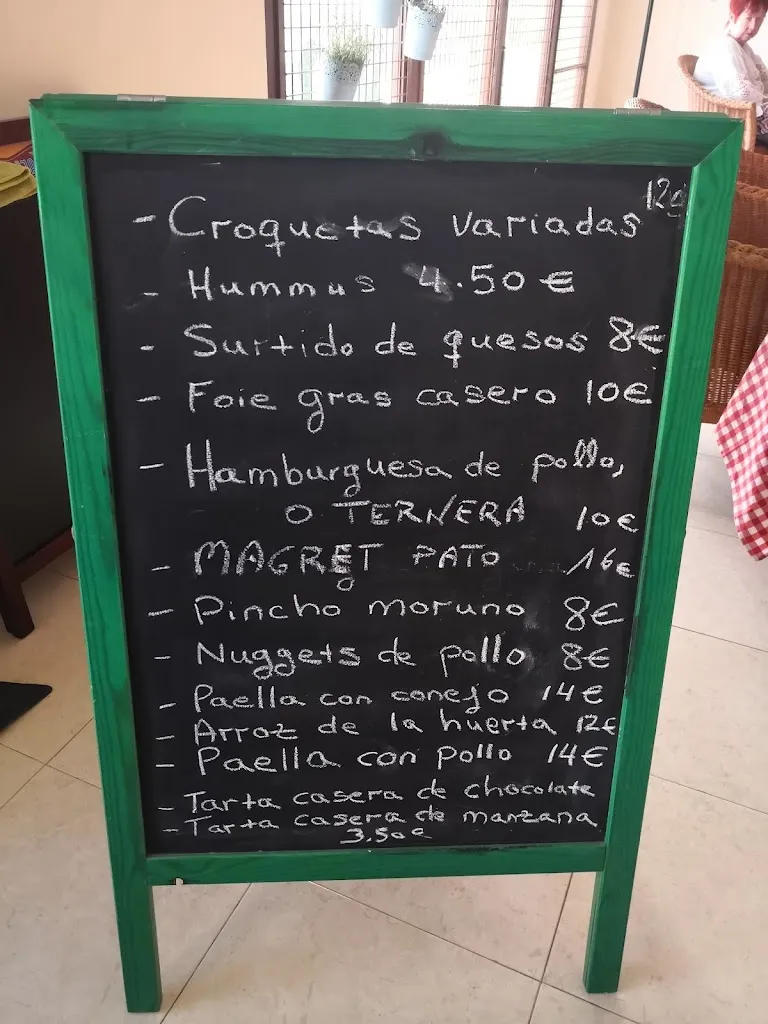 12€
- Croquetas variadas
- Hummus 4.50 €
- Surtido de quesos 8€
- Foie gras casero 10€
- Hamburguesa de pollo,
O TERNERA 10€
- MAGRET PATO 16€
- Pincho moruno 8€
- Nuggets de pollo 8€
- Paella con conejo 14€
- Arroz de la huerta 12€
- Paella con pollo 14€
- Tarta casera de chocolate
- Tarta casera de manzana
3.50€